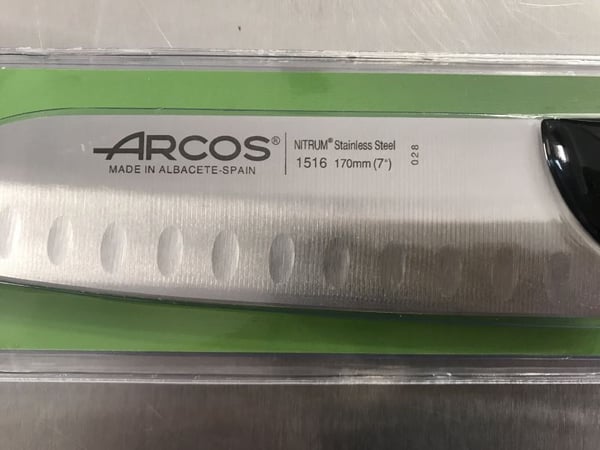 ARCOS®
MADE IN ALBACETE-SPAIN
NITRUM® Stainless Steel
1516 170mm (7")
028